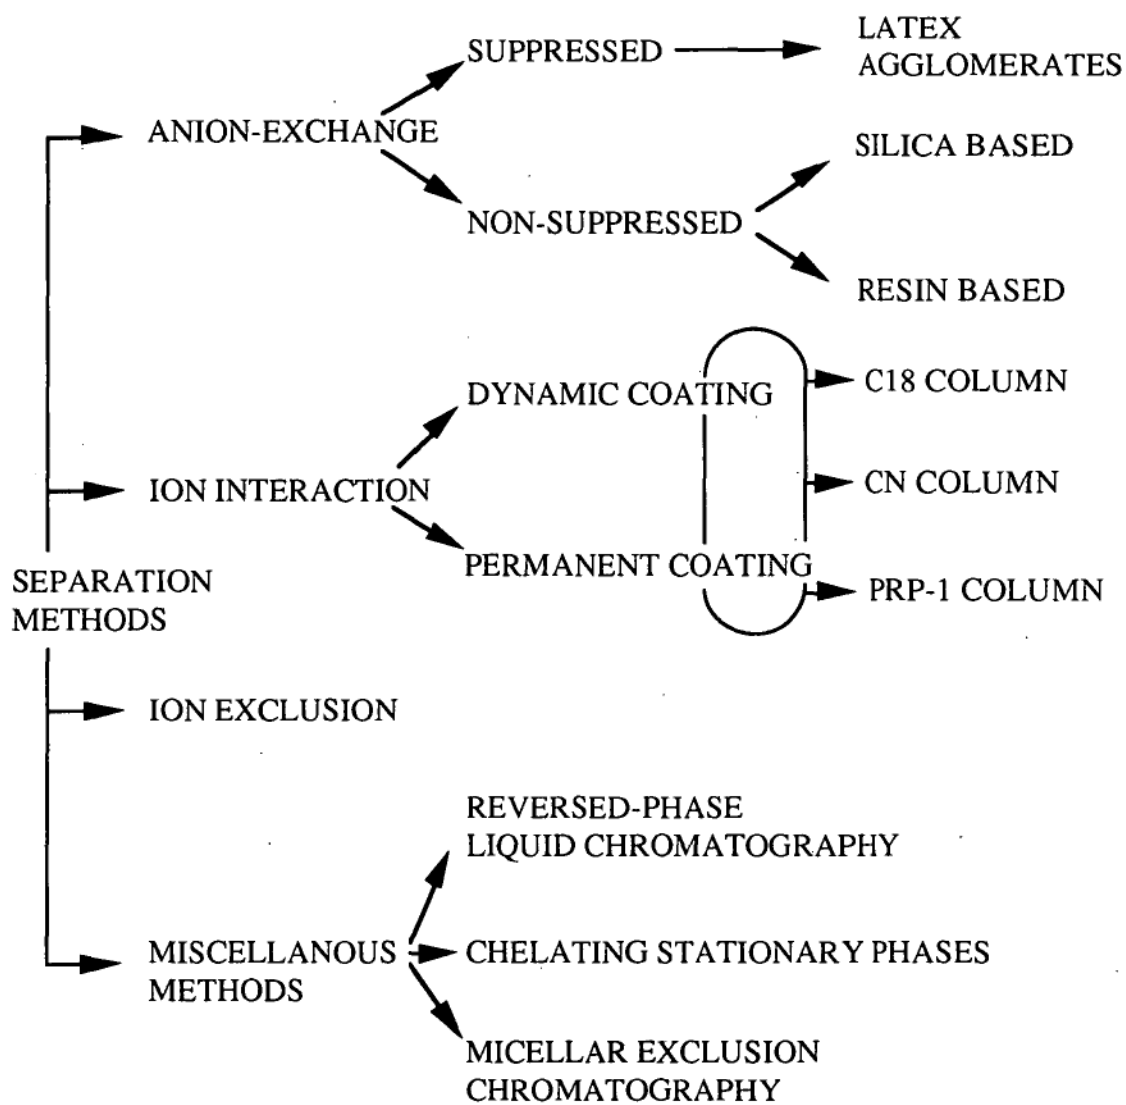 SUPPRESSED
LATEX
AGGLOMERATES
ANION-EXCHANGE
SILICA BASED
NON-SUPPRESSED
RESIN BASED
DYNAMIC COATING
C18 COLUMN
ION INTERACTION
CN COLUMN
PERMANENT COATING
PRP-1 COLUMN
SEPARATION
METHODS
ION EXCLUSION
REVERSED-PHASE
LIQUID CHROMATOGRAPHY
MISCELLANOUS
METHODS
CHELATING STATIONARY PHASES
MICELLAR EXCLUSION
CHROMATOGRAPHY